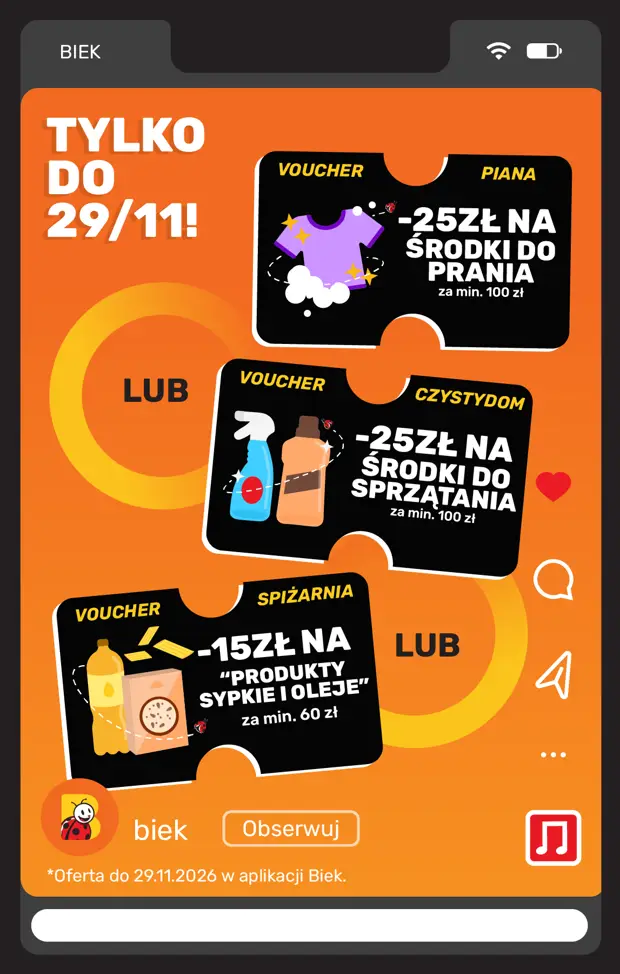 BIEK
TYLKO
DO
29/11!
VOUCHER PIANA
-25ZŁ NA
ŚRODKI DO
PRANIA
za min. 100 zł
LUB
VOUCHER CZYSTYDOM
-25ZŁ NA
ŚRODKI DO
SPRZĄTANIA
za min. 100 zł
VOUCHER SPIŻARNIA
-15ZŁ NA
“PRODUKTY
SYPKIE I OLEJE”
za min. 60 zł
LUB
biek Obserwuj
*Oferta do 29.11.2026 w aplikacji Biek.